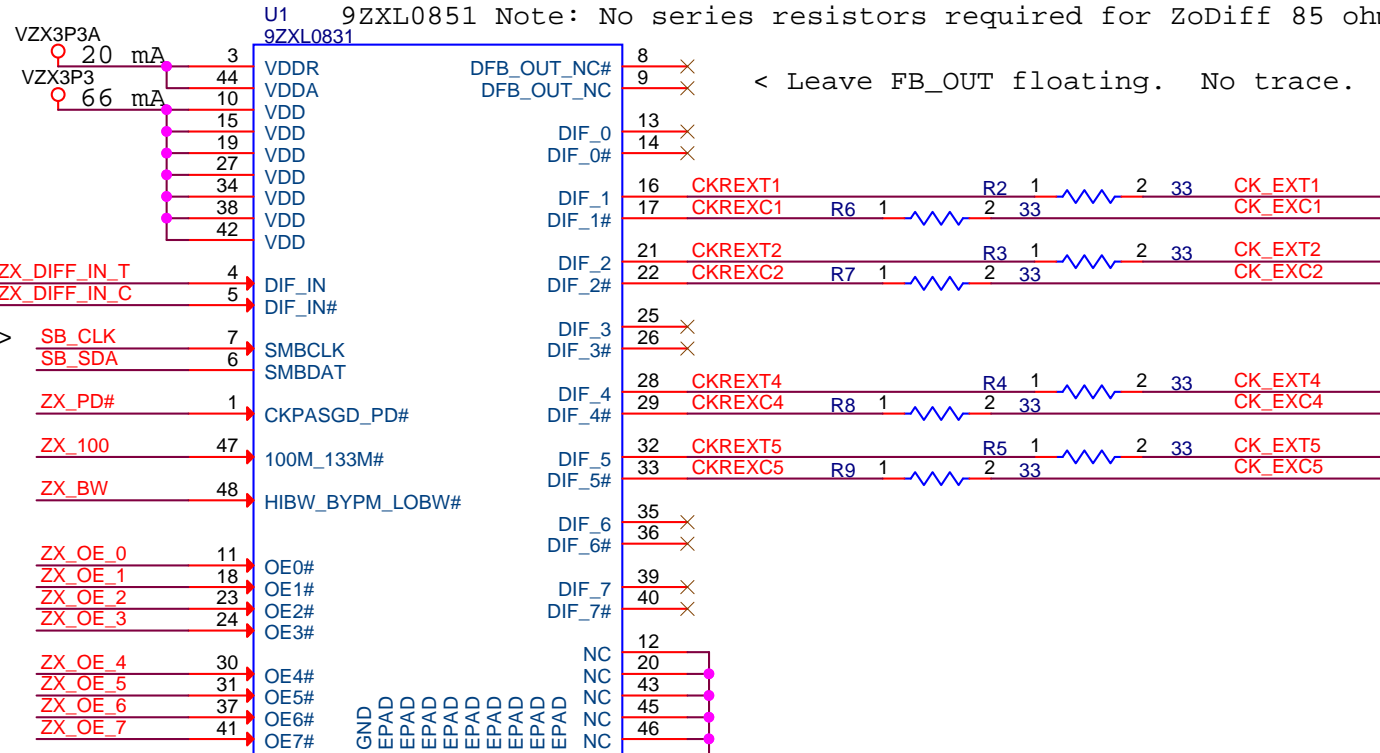 U1 9ZXL0851 Note: No series resistors required for ZoDiff 85 ohm
9ZXL0831
VZX3P3A
20 mA
VZX3P3
66 mA
3 VDDR DFB_OUT_NC# 8
44 VDDA DFB_OUT_NC 9 < Leave FB_OUT floating. No trace.
10 VDD
15 VDD DIF_0 13
19 VDD DIF_0# 14
27 VDD
34 VDD DIF_1 16 CKREXT1 R2 1 2 33 CK_EXT1
38 VDD DIF_1# 17 CKREXC1 R6 1 2 33 CK_EXC1
42 VDD
DIF_2 21 CKREXT2 R3 1 2 33 CK_EXT2
ZX_DIFF_IN_T 4 DIF_IN DIF_2# 22 CKREXC2 R7 1 2 33 CK_EXC2
ZX_DIFF_IN_C 5 DIF_IN#
DIF_3 25
> SB_CLK 7 SMBCLK DIF_3# 26
SB_SDA 6 SMBDAT
DIF_4 28 CKREXT4 R4 1 2 33 CK_EXT4
ZX_PD# 1 CKPASGD_PD# DIF_4# 29 CKREXC4 R8 1 2 33 CK_EXC4
ZX_100 47 100M_133M# DIF_5 32 CKREXT5 R5 1 2 33 CK_EXT5
DIF_5# 33 CKREXC5 R9 1 2 33 CK_EXC5
ZX_BW 48 HIBW_BYPM_LOBW#
DIF_6 35
DIF_6# 36
ZX_OE_0 11 OE0#
ZX_OE_1 18 OE1# DIF_7 39
ZX_OE_2 23 OE2# DIF_7# 40
ZX_OE_3 24 OE3#
NC 12
ZX_OE_4 30 OE4# NC 20
ZX_OE_5 31 OE5# NC 43
ZX_OE_6 37 OE6# NC 45
ZX_OE_7 41 OE7# NC 46
GND
EPAD
EPAD
EPAD
EPAD
EPAD
EPAD
EPAD
EPAD